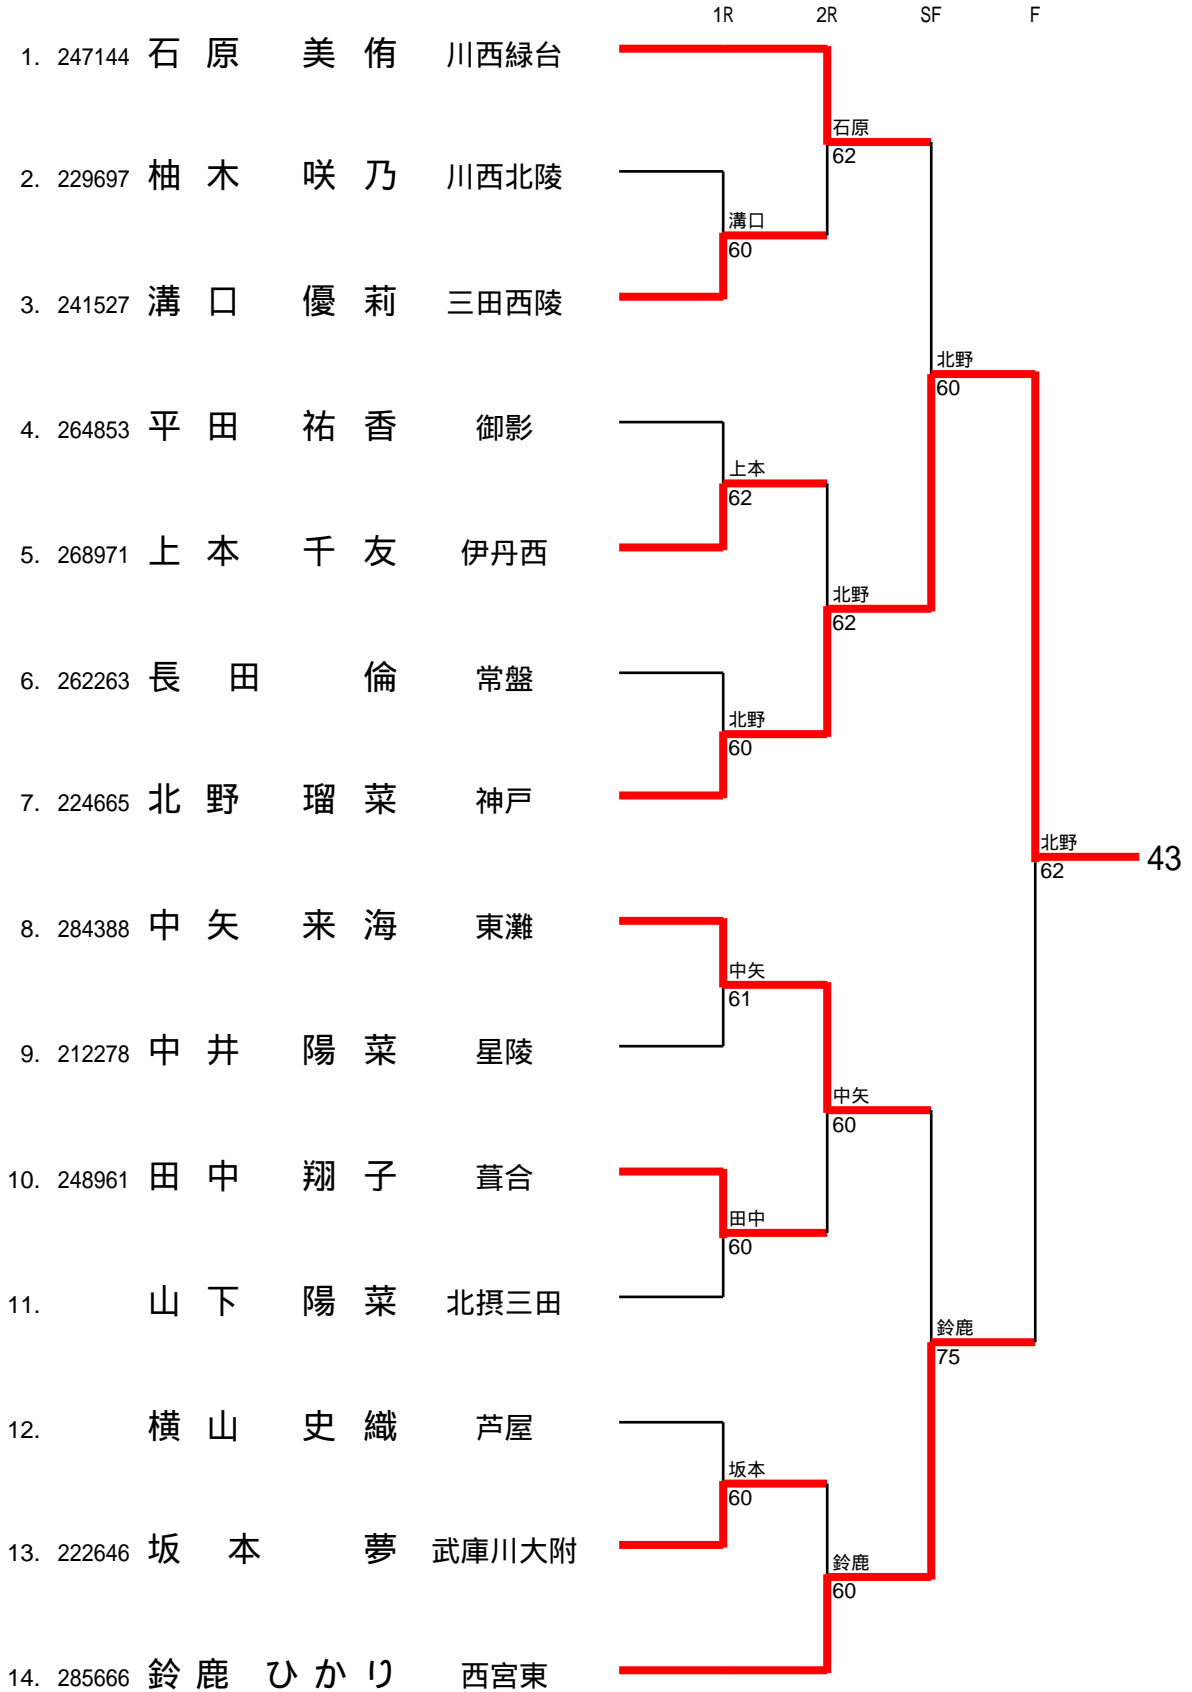 1R 2R SF F
1. 247144 石原 美侑 川西緑台
石原
62
2. 229697 柚木 咲乃 川西北陵
溝口
60
3. 241527 溝口 優莉 三田西陵
北野
60
4. 264853 平田 祐香 御影
上本
62
5. 268971 上本 千友 伊丹西
北野
62
6. 262263 長田 倫 常盤
北野
60
7. 224665 北野 瑠菜 神戸
北野
62
43
8. 284388 中矢 来海 東灘
中矢
61
9. 212278 中井 陽菜 星陵
中矢
60
10. 248961 田中 翔子 葺合
田中
60
11. 山下 陽菜 北摂三田
鈴鹿
75
12. 横山 史織 芦屋
坂本
60
13. 222646 坂本 夢 武庫川大附
鈴鹿
60
14. 285666 鈴鹿 ひかり 西宮東